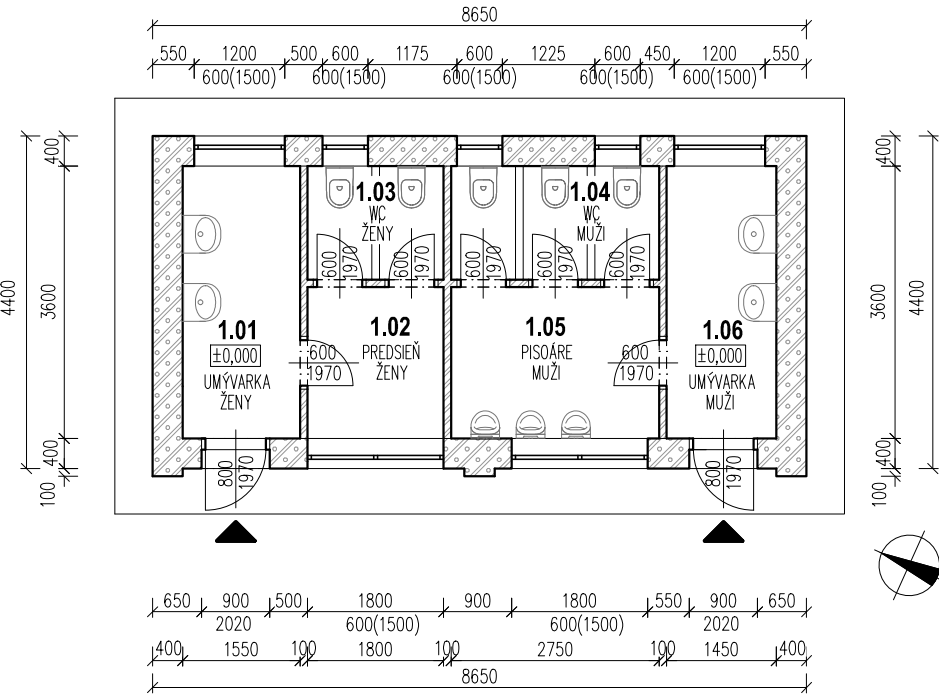 8650
550 1200 500 600 1175 600 1225 600 450 1200 550
600(1500) 600(1500) 600(1500) 600(1500) 600(1500)
400 400
4400 3600 3600 4400
400 400
100 100
1.03
WC
ŽENY
1.04
WC
MUŽI
600
1970
600
1970
600
1970
600
1970
600
1970
1.01
±0,000
UMÝVARKA
ŽENY
600
1970
1.02
PREDSIEŇ
ŽENY
1.05
PISOÁRE
MUŽI
600
1970
1.06
±0,000
UMÝVARKA
MUŽI
800
1970
800
1970
650 900 500 1800 900 1800 550 900 650
2020 600(1500) 600(1500) 2020
400 1550 100 1800 100 2750 100 1450 400
8650